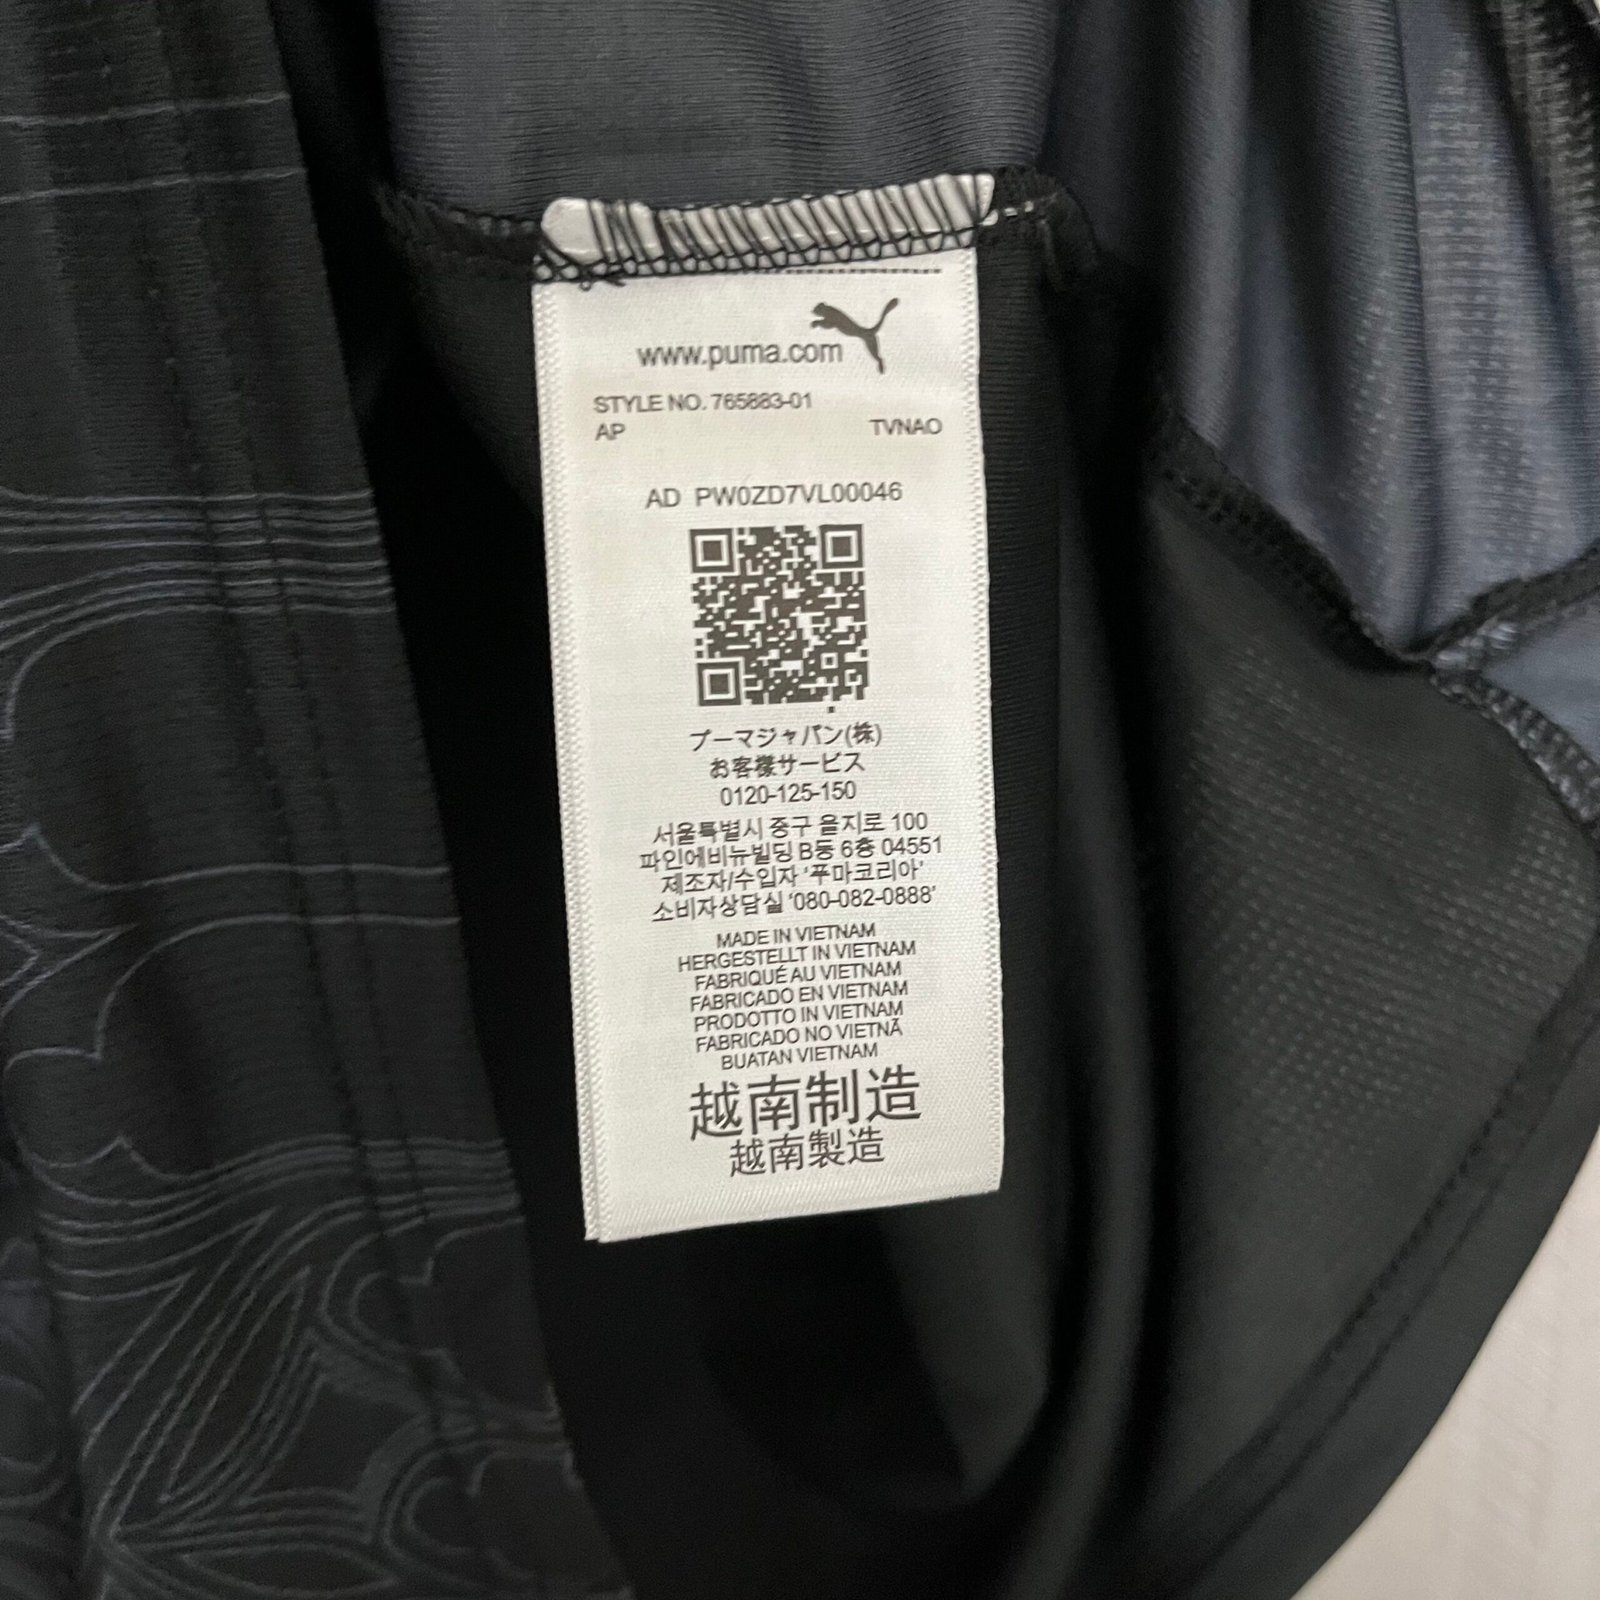 www.puma.com
STYLE NO. 765883-01
AP TVNAO
AD PW0ZD7VL00046
プーマジャパン(株)
お客様サービス
0120-125-150
서울특별시 중구 을지로 100
파인에비뉴빌딩 B동 6층 04551
제조자/수입자 '푸마코리아'
소비자상담실 '080-082-0888'
MADE IN VIETNAM
HERGESTELLT IN VIETNAM
FABRIQUÉ AU VIETNAM
FABRICADO EN VIETNAM
PRODOTTO IN VIETNAM
FABRICADO NO VIETNÃ
BUATAN VIETNAM
越南制造
越南製造